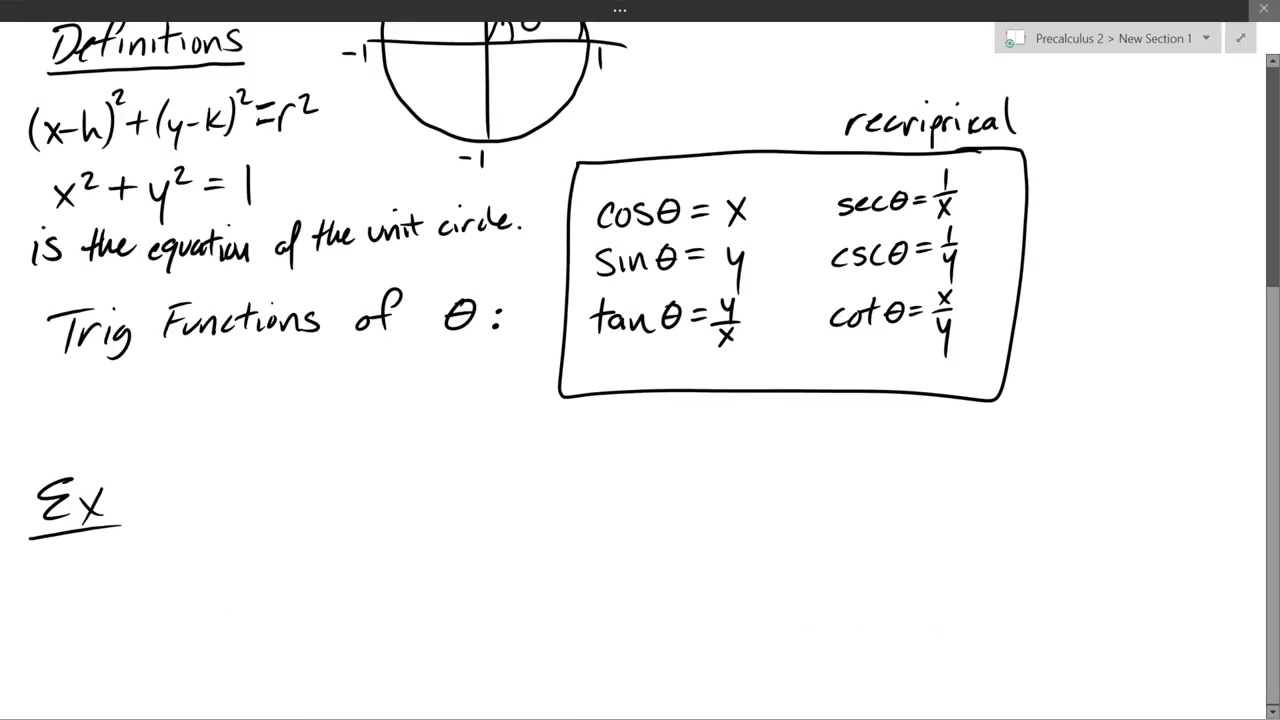 ...
Precalculus 2 > New Section 1
Definitions
θ
-1
1
-1
(x-h)² + (y-k)² = r²
x² + y² = 1
is the equation of the unit circle.
Trig Functions of θ:
recriprical
cosθ = x secθ = 1/x
sinθ = y cscθ = 1/y
tanθ = y/x cotθ = x/y
Ex